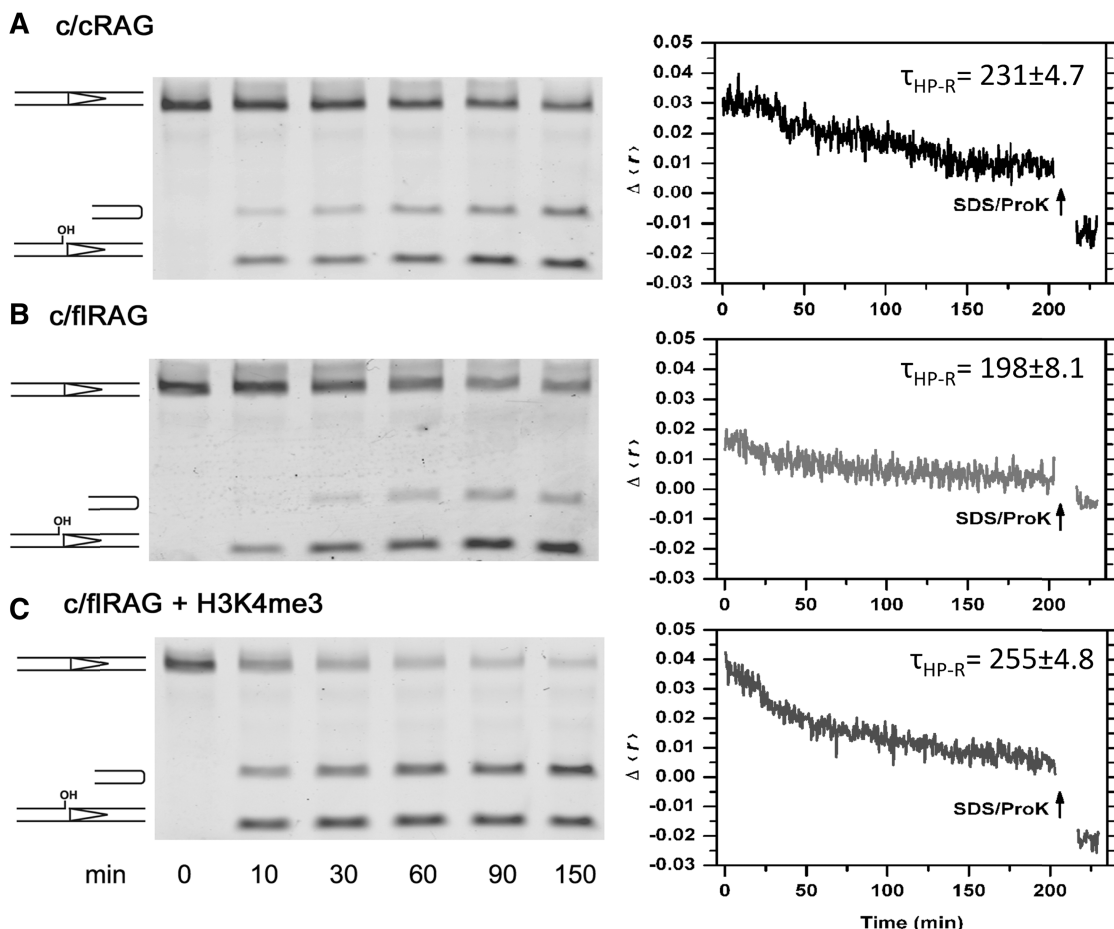 A c/cRAG
OH
0.05
0.04
0.03
0.02
0.01
0.00
-0.01
-0.02
-0.03
Δ ⟨r⟩
τHP-R= 231±4.7
SDS/ProK
0 50 100 150 200
B c/flRAG
OH
0.05
0.04
0.03
0.02
0.01
0.00
-0.01
-0.02
-0.03
Δ ⟨r⟩
τHP-R= 198±8.1
SDS/ProK
0 50 100 150 200
C c/flRAG + H3K4me3
OH
min 0 10 30 60 90 150
0.05
0.04
0.03
0.02
0.01
0.00
-0.01
-0.02
-0.03
Δ ⟨r⟩
τHP-R= 255±4.8
SDS/ProK
0 50 100 150 200
Time (min)